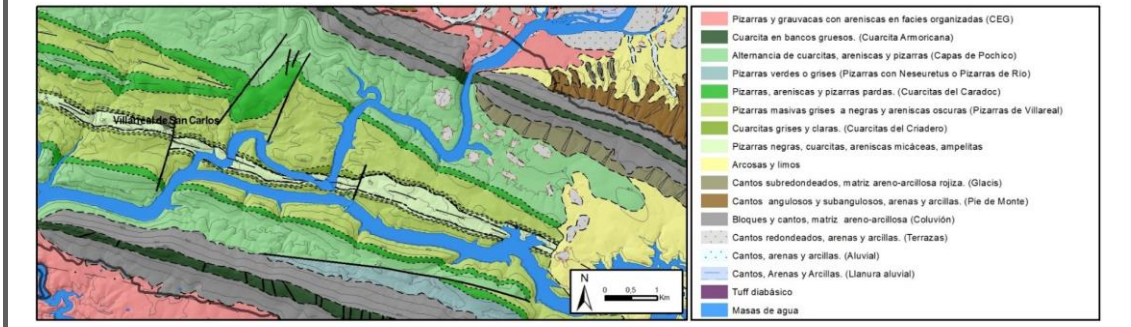 Villarreal de San Carlos
N
0 0,5 1
Km
Pizarras y grauvacas con areniscas en facies organizadas (CEG)
Cuarcita en bancos gruesos. (Cuarcita Armoricana)
Alternancia de cuarcitas, areniscas y pizarras (Capas de Pochico)
Pizarras verdes o grises (Pizarras con Neseuretus o Pizarras de Río)
Pizarras, areniscas y pizarras pardas. (Cuarcitas del Caradoc)
Pizarras masivas grises a negras y areniscas oscuras (Pizarras de Villareal)
Cuarcitas grises y claras. (Cuarcitas del Criadero)
Pizarras negras, cuarcitas, areniscas micáceas, ampelitas
Arcosas y limos
Cantos subredondeados, matriz areno-arcillosa rojiza. (Glacis)
Cantos angulosos y subangulosos, arenas y arcillas. (Pie de Monte)
Bloques y cantos, matriz areno-arcillosa (Coluvión)
Cantos redondeados, arenas y arcillas. (Terrazas)
Cantos, arenas y arcillas. (Aluvial)
Cantos, Arenas y Arcillas. (Llanura aluvial)
Tuff diabásico
Masas de agua